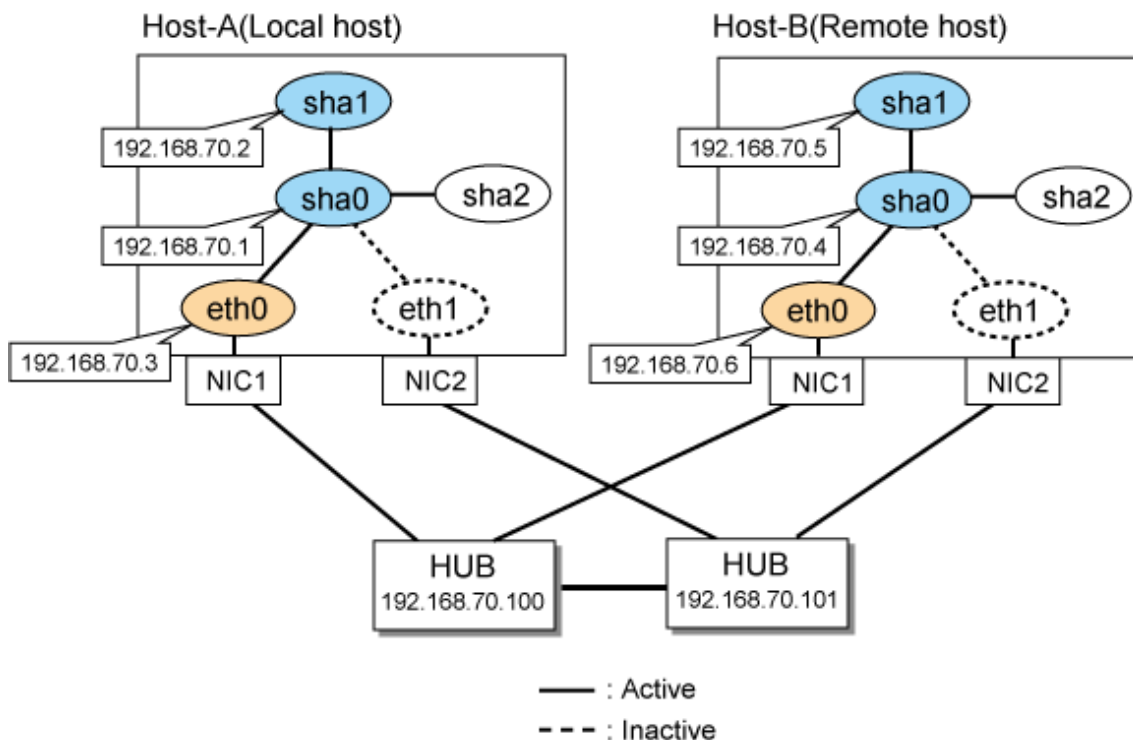 Host-A(Local host)
Host-B(Remote host)
sha1
sha1
192.168.70.2
192.168.70.5
sha0
sha2
sha0
sha2
192.168.70.1
192.168.70.4
eth0
eth1
eth0
eth1
192.168.70.3
192.168.70.6
NIC1
NIC2
NIC1
NIC2
HUB
192.168.70.100
HUB
192.168.70.101
: Active
: Inactive